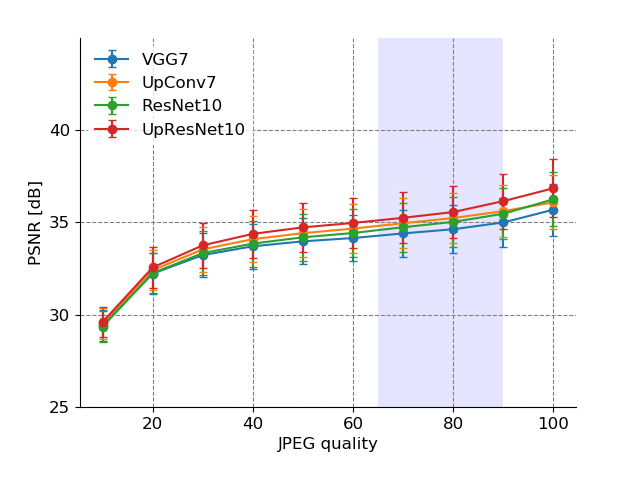 VGG7
UpConv7
ResNet10
UpResNet10
PSNR [dB]
40
35
30
25
20 40 60 80 100
JPEG quality